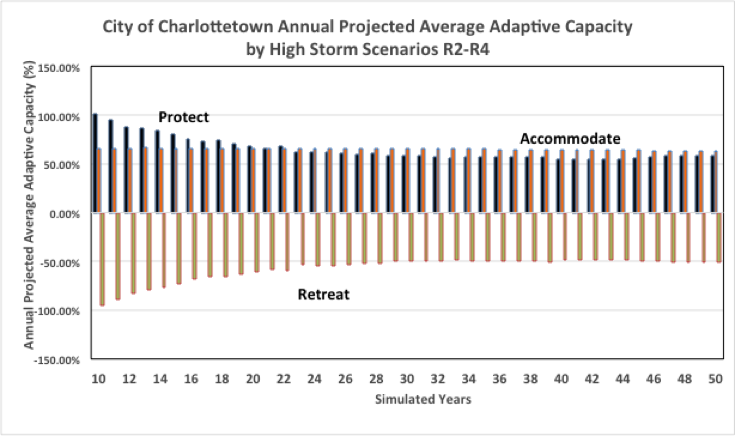 City of Charlottetown Annual Projected Average Adaptive Capacity
by High Storm Scenarios R2-R4
Annual Projected Average Adaptive Capacity (%)
150.00%
100.00%
50.00%
0.00%
-50.00%
-100.00%
-150.00%
Protect
Accommodate
Retreat
10 12 14 16 18 20 22 24 26 28 30 32 34 36 38 40 42 44 46 48 50
Simulated Years